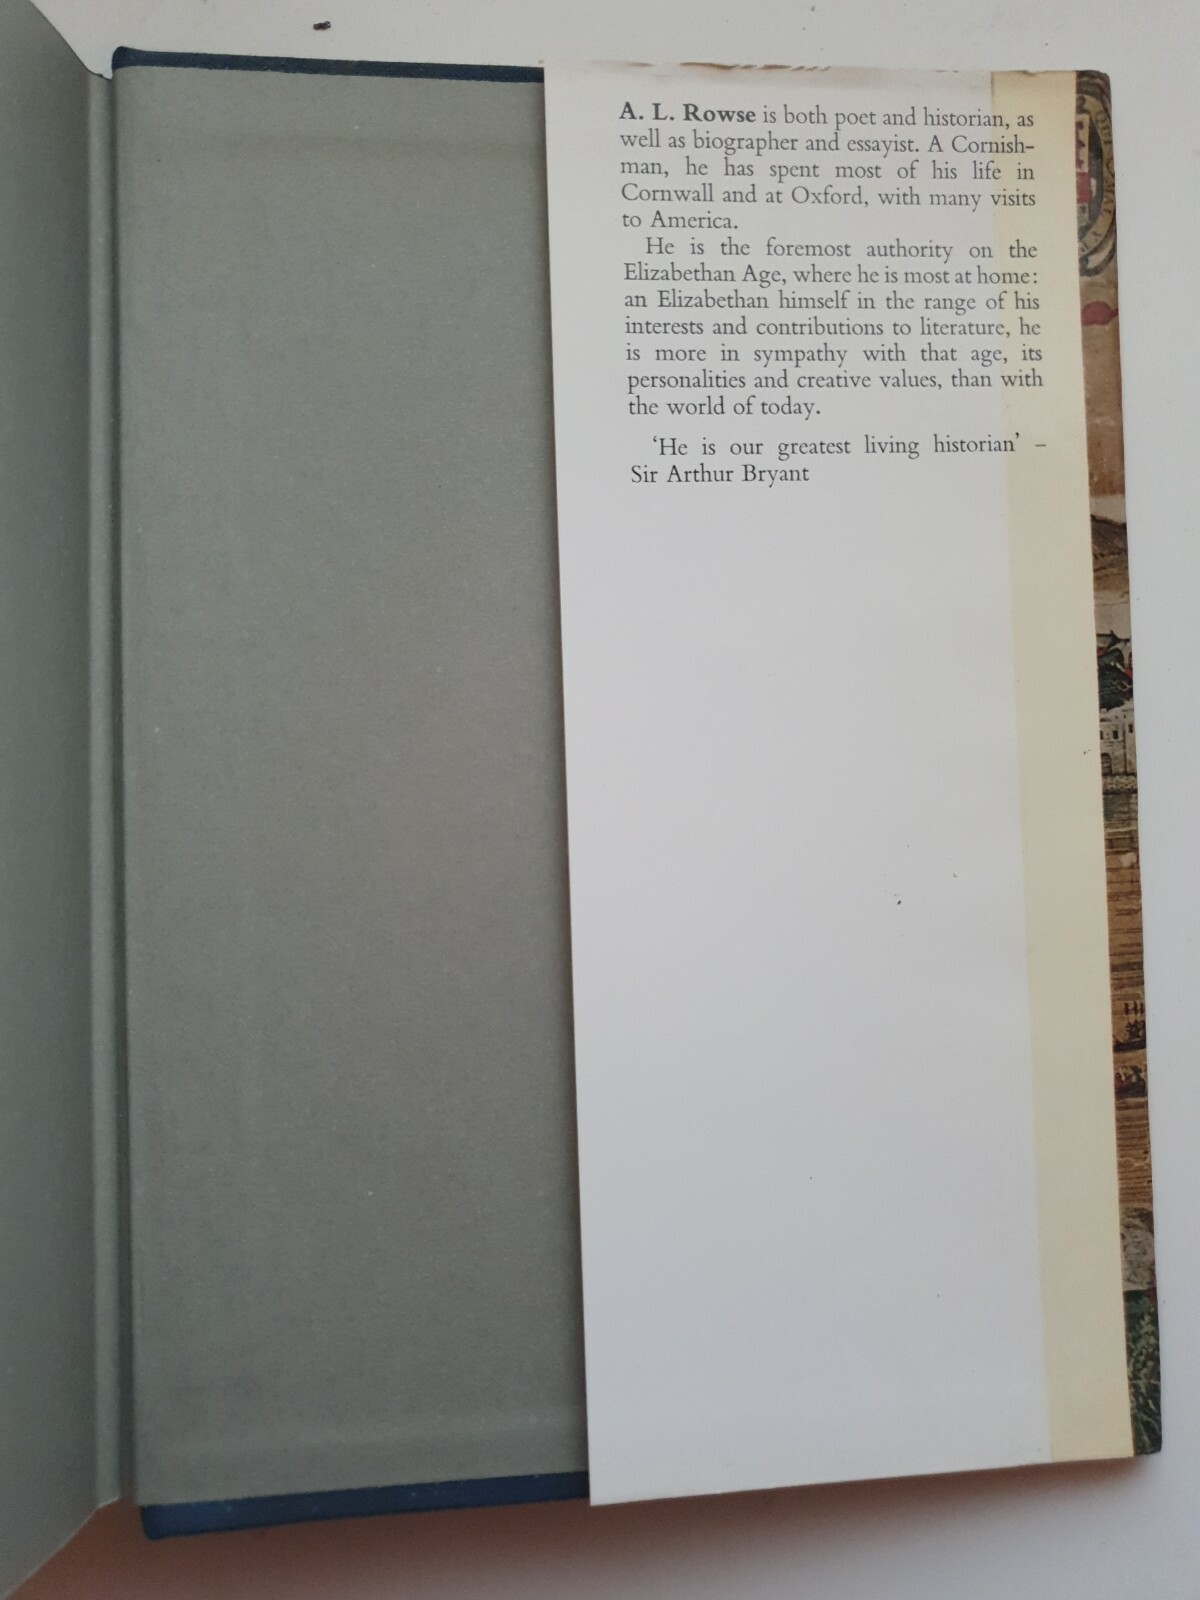 A. L. Rowse is both poet and historian, as
well as biographer and essayist. A Cornish-
man, he has spent most of his life in
Cornwall and at Oxford, with many visits
to America.
He is the foremost authority on the
Elizabethan Age, where he is most at home:
an Elizabethan himself in the range of his
interests and contributions to literature, he
is more in sympathy with that age, its
personalities and creative values, than with
the world of today.
‘He is our greatest living historian’ –
Sir Arthur Bryant